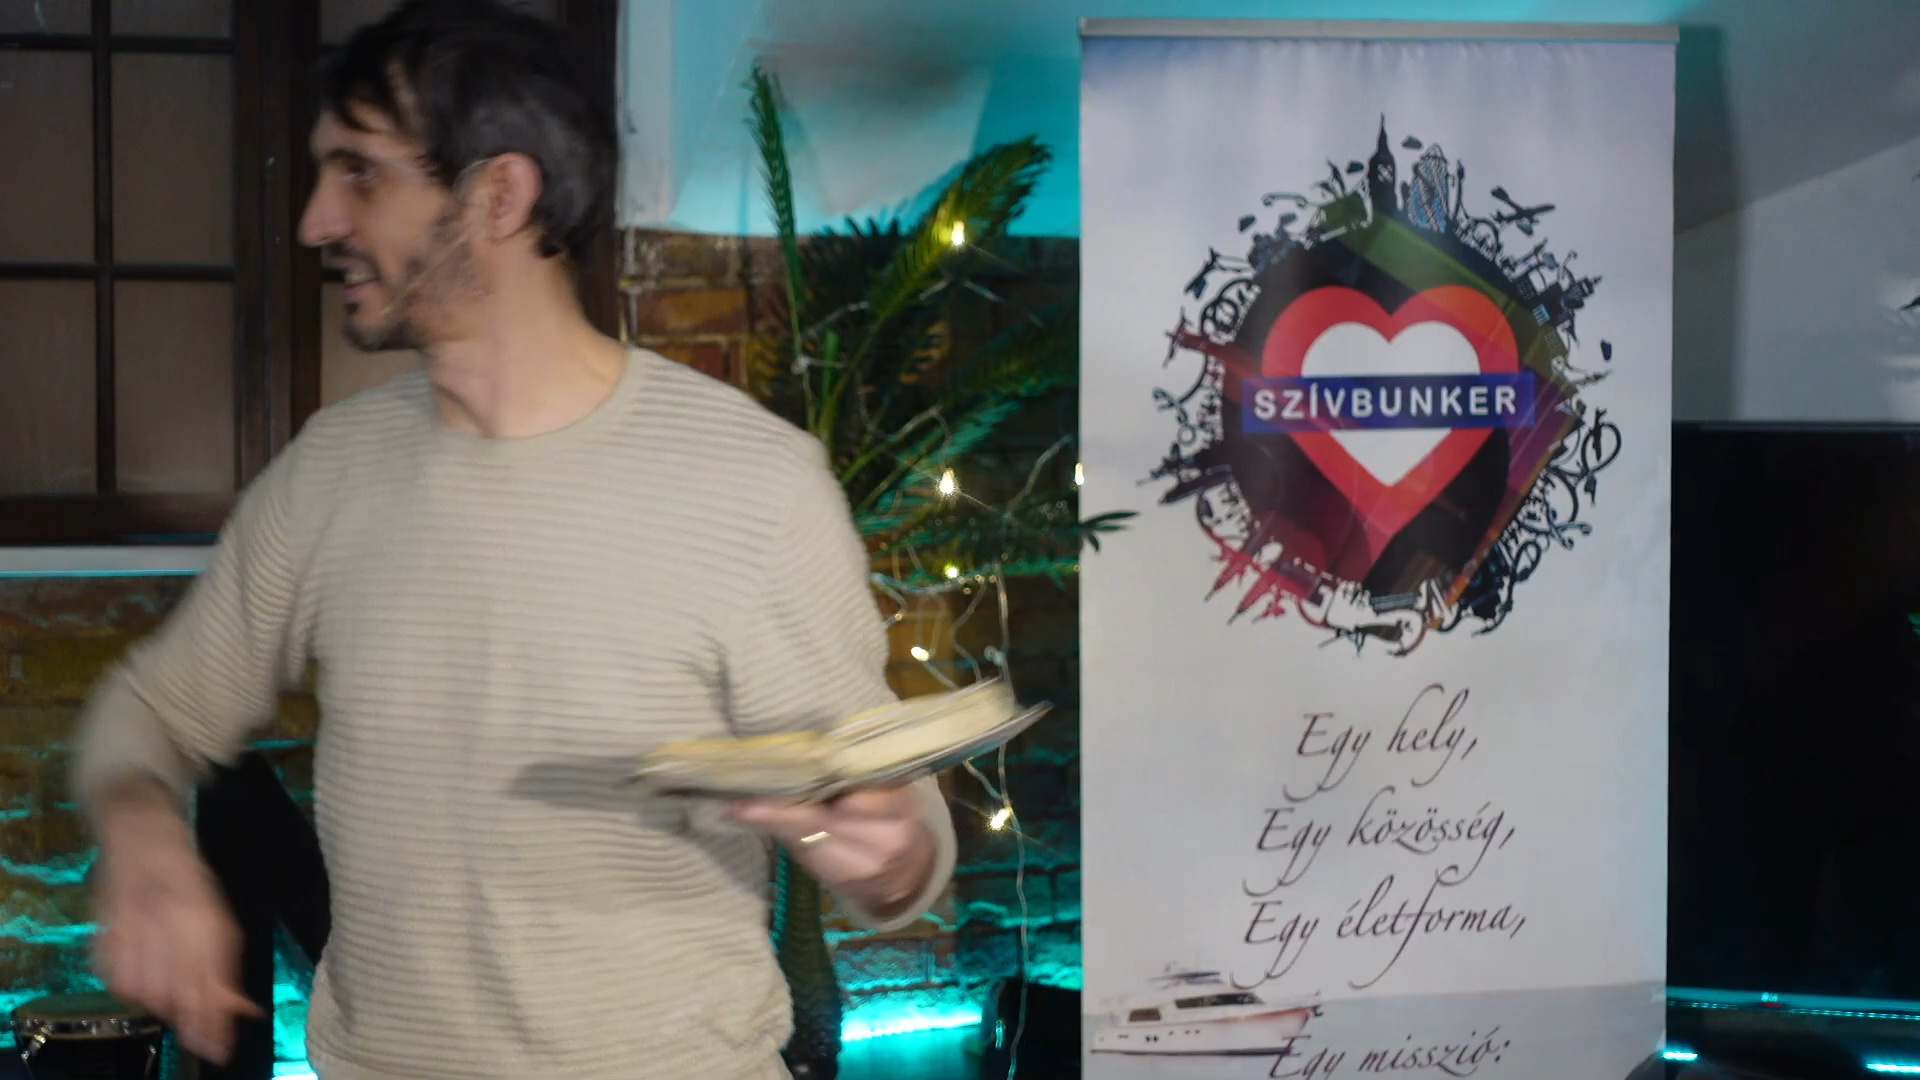 SZÍVBUNKER
Egy hely,
Egy közösség,
Egy életforma,
Egy misszió: